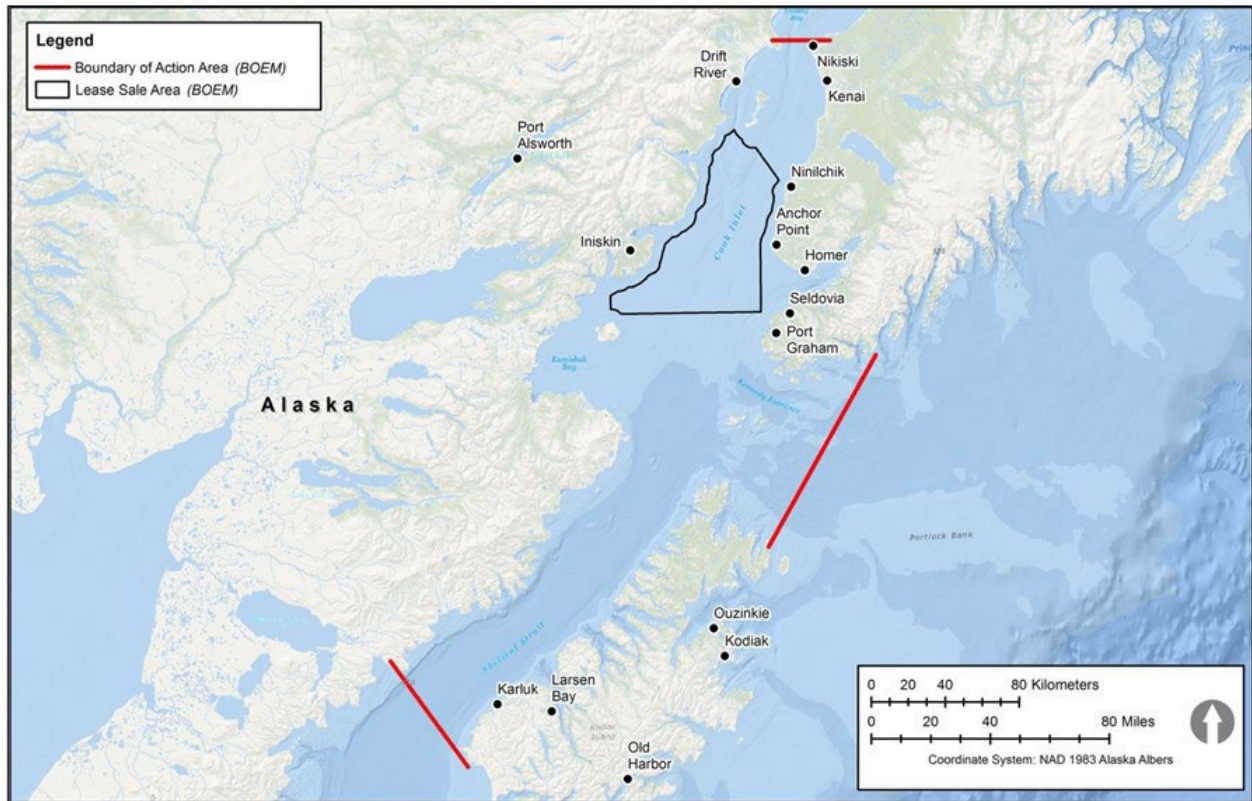 Legend
Boundary of Action Area (BOEM)
Lease Sale Area (BOEM)
Drift
River
Nikiski
Kenai
Port
Alsworth
Ninilchik
Anchor
Point
Cook Inlet
Iniskin
Homer
Seldovia
Port
Graham
Kamishak
Bay
Kennedy Entrance
Alaska
Portlock Bank
Ouzinkie
Kodiak
Shelikof Strait
Karluk
Larsen
Bay
Kodiak
Island
Old
Harbor
0 20 40 80 Kilometers
0 20 40 80 Miles
Coordinate System: NAD 1983 Alaska Albers